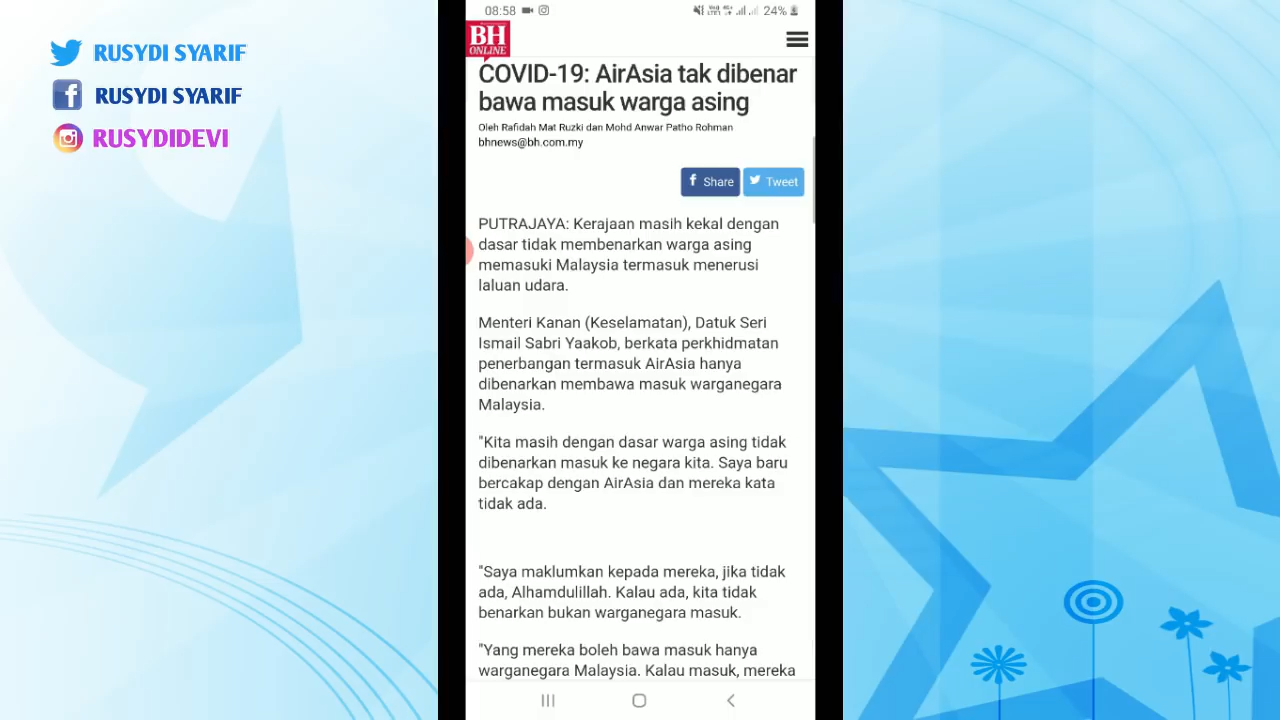 RUSYDI SYARIF
RUSYDI SYARIF
RUSYDIDEVI
08:58
24%
BH
ONLINE
COVID-19: AirAsia tak dibenar
bawa masuk warga asing
Oleh Rafidah Mat Ruzki dan Mohd Anwar Patho Rohman
bhnews@bh.com.my
Share
Tweet
PUTRAJAYA: Kerajaan masih kekal dengan
dasar tidak membenarkan warga asing
memasuki Malaysia termasuk menerusi
laluan udara.
Menteri Kanan (Keselamatan), Datuk Seri
Ismail Sabri Yaakob, berkata perkhidmatan
penerbangan termasuk AirAsia hanya
dibenarkan membawa masuk warganegara
Malaysia.
"Kita masih dengan dasar warga asing tidak
dibenarkan masuk ke negara kita. Saya baru
bercakap dengan AirAsia dan mereka kata
tidak ada.
"Saya maklumkan kepada mereka, jika tidak
ada, Alhamdulillah. Kalau ada, kita tidak
benarkan bukan warganegara masuk.
"Yang mereka boleh bawa masuk hanya
warganegara Malaysia. Kalau masuk, mereka